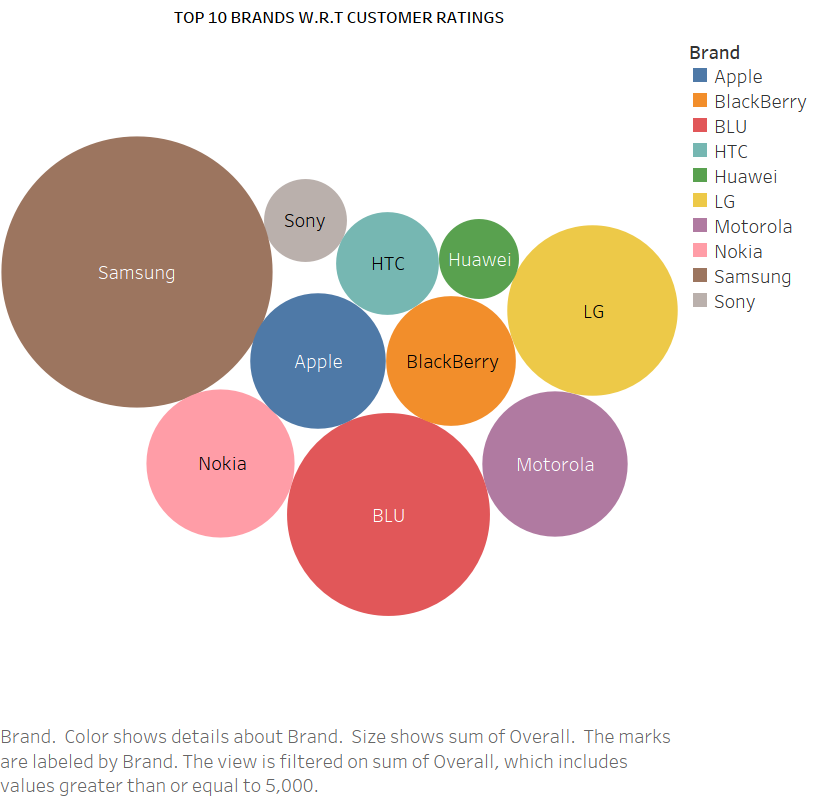 TOP 10 BRANDS W.R.T CUSTOMER RATINGS
Brand
Apple
BlackBerry
BLU
HTC
Huawei
LG
Motorola
Nokia
Samsung
Sony
Sony
HTC
Huawei
Samsung
LG
Apple
BlackBerry
Nokia
Motorola
BLU
Brand.  Color shows details about Brand.  Size shows sum of Overall.  The marks
are labeled by Brand. The view is filtered on sum of Overall, which includes
values greater than or equal to 5,000.